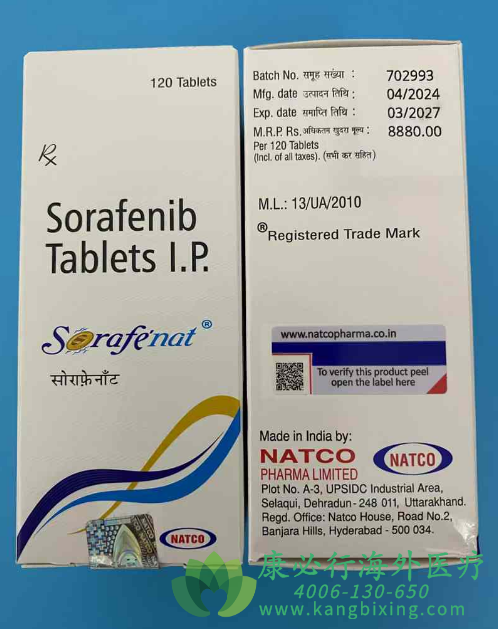 120 Tablets
Rx
Sorafenib
Tablets I.P.
Sorafenat ®
सोराफ़ेनॅट
NATCO
Batch No. समूह संख्या : 702993
Mfg. date उत्पादन तिथि : 04/2024
Exp. date समाप्ति तिथि : 03/2027
M.R.P. Rs. अधिकतम खुदरा मूल्य : 8880.00
Per 120 Tablets
(Incl. of all taxes). (सभी कर सहित)
M.L.: 13/UA/2010
®Registered Trade Mark
www.natcopharma.co.in
To verify this product peel
open the label here
Made in India by:
NATCO
PHARMA LIMITED
NATCO
Plot No. A-3, UPSIDC Industrial Area,
Selaqui, Dehradun - 248 011, Uttarakhand.
Regd. Office: Natco House, Road No.2,
Banjara Hills, Hyderabad - 500 034.
康必行海外医疗
4006-130-650
www.kangbixing.com